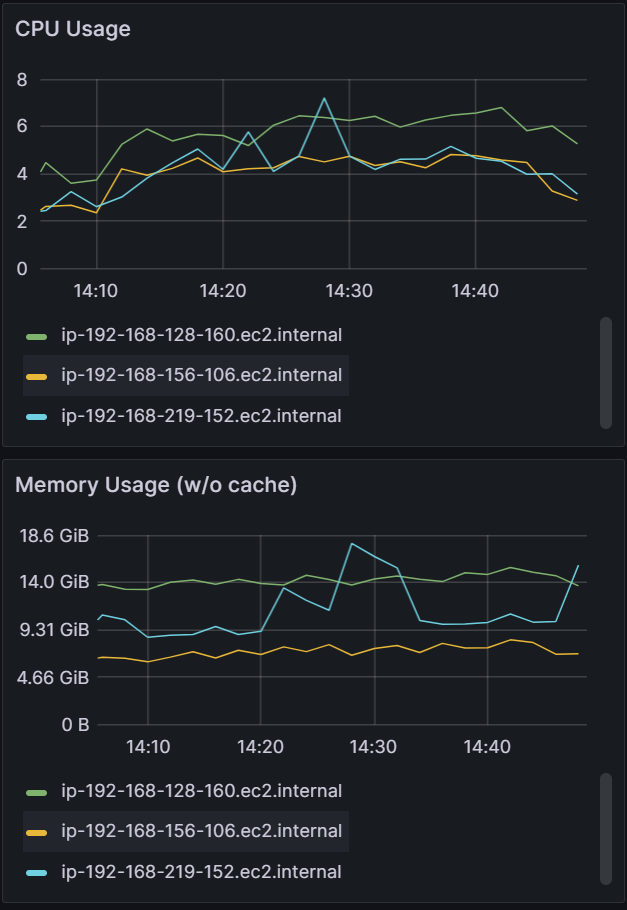 CPU Usage
8
6
4
2
0
14:10 14:20 14:30 14:40
ip-192-168-128-160.ec2.internal
ip-192-168-156-106.ec2.internal
ip-192-168-219-152.ec2.internal
Memory Usage (w/o cache)
18.6 GiB
14.0 GiB
9.31 GiB
4.66 GiB
0 B
14:10 14:20 14:30 14:40
ip-192-168-128-160.ec2.internal
ip-192-168-156-106.ec2.internal
ip-192-168-219-152.ec2.internal